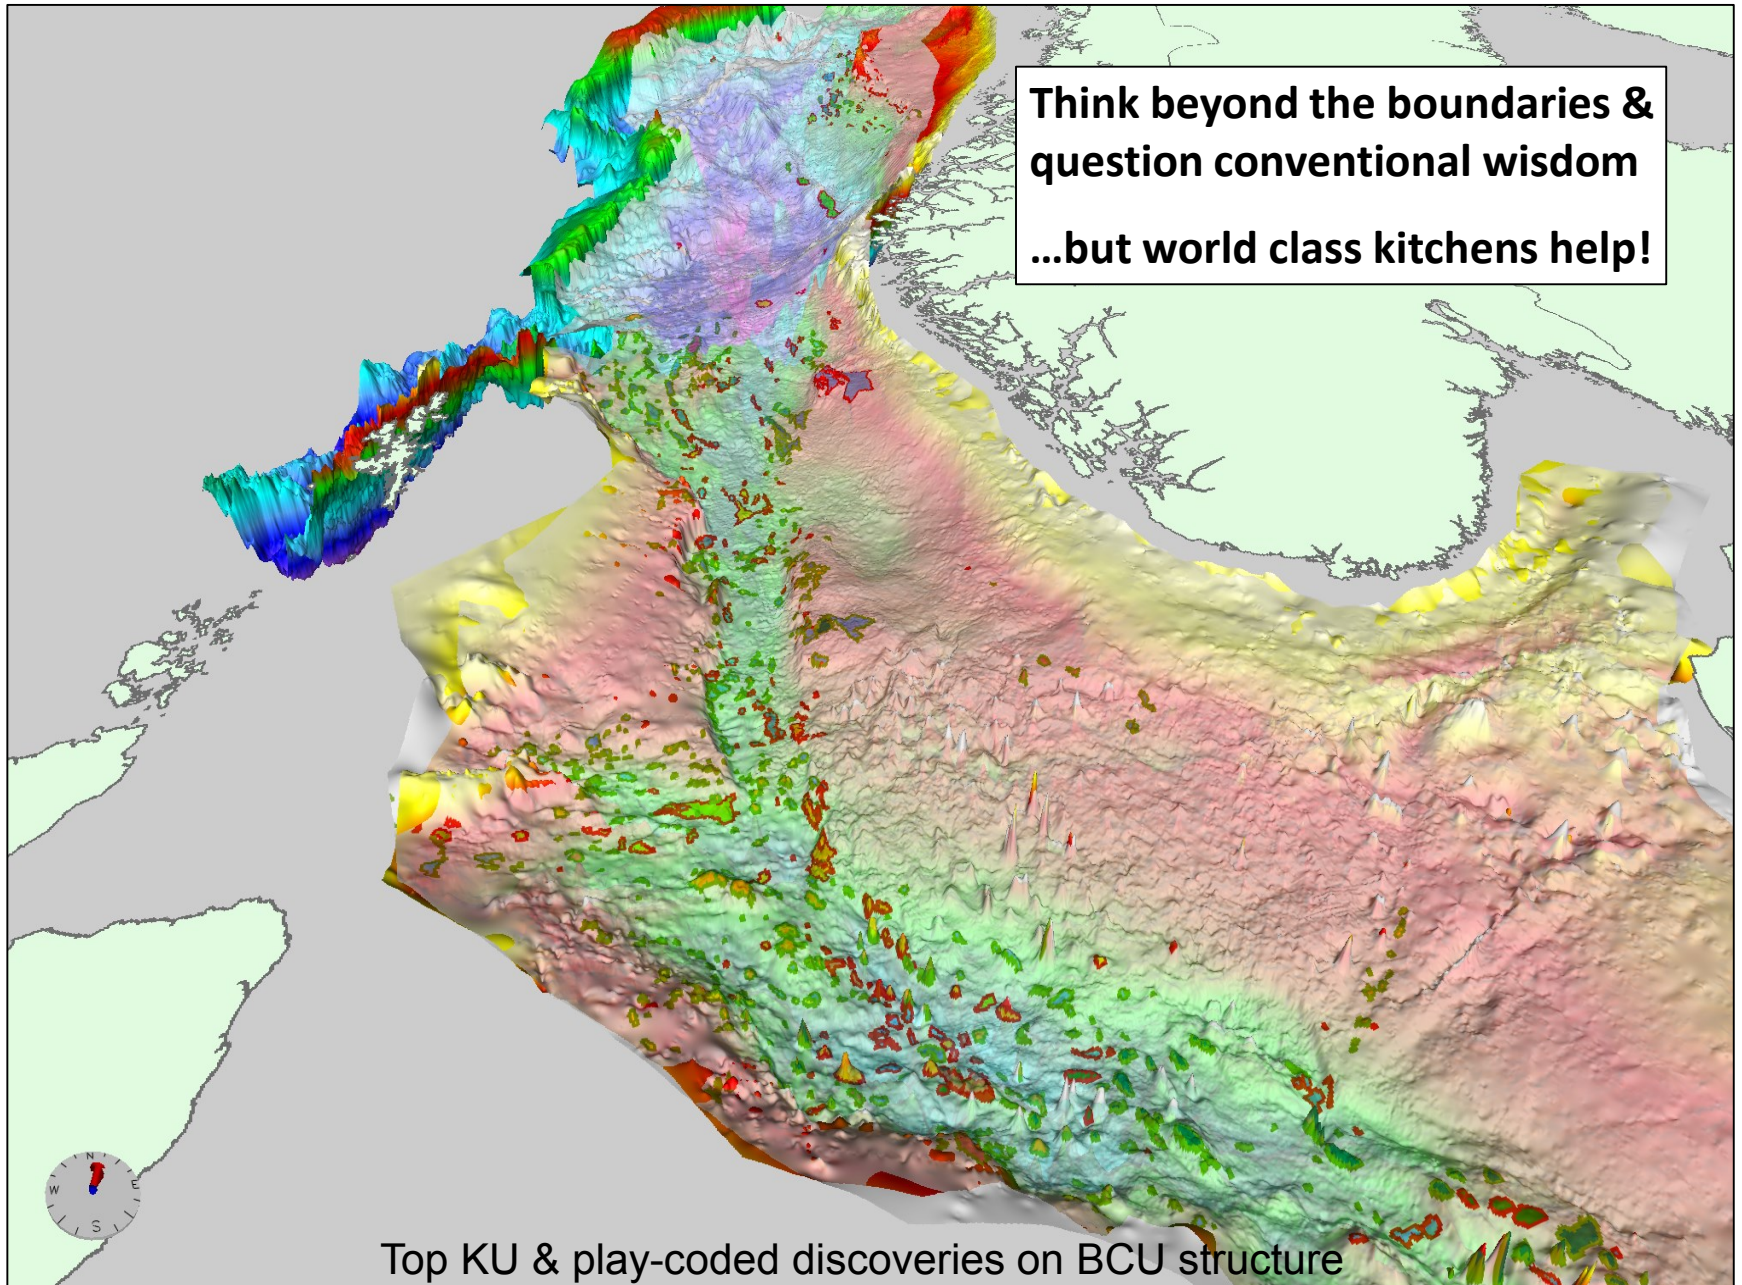 Think beyond the boundaries &
question conventional wisdom
...but world class kitchens help!
N
W
E
S
Top KU & play-coded discoveries on BCU structure